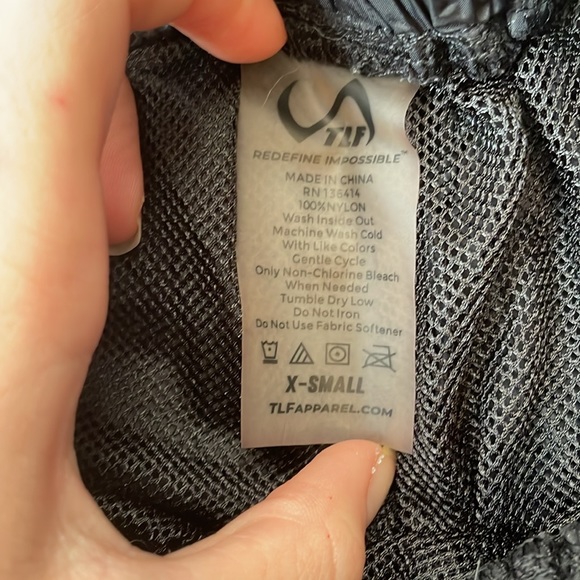 TLF
REDEFINE IMPOSSIBLE™
MADE IN CHINA
RN 136414
100%NYLON
Wash Inside Out
Machine Wash Cold
With Like Colors
Gentle Cycle
Only Non-Chlorine Bleach
When Needed
Tumble Dry Low
Do Not Iron
Do Not Use Fabric Softener
X-SMALL
TLFAPPAREL.COM